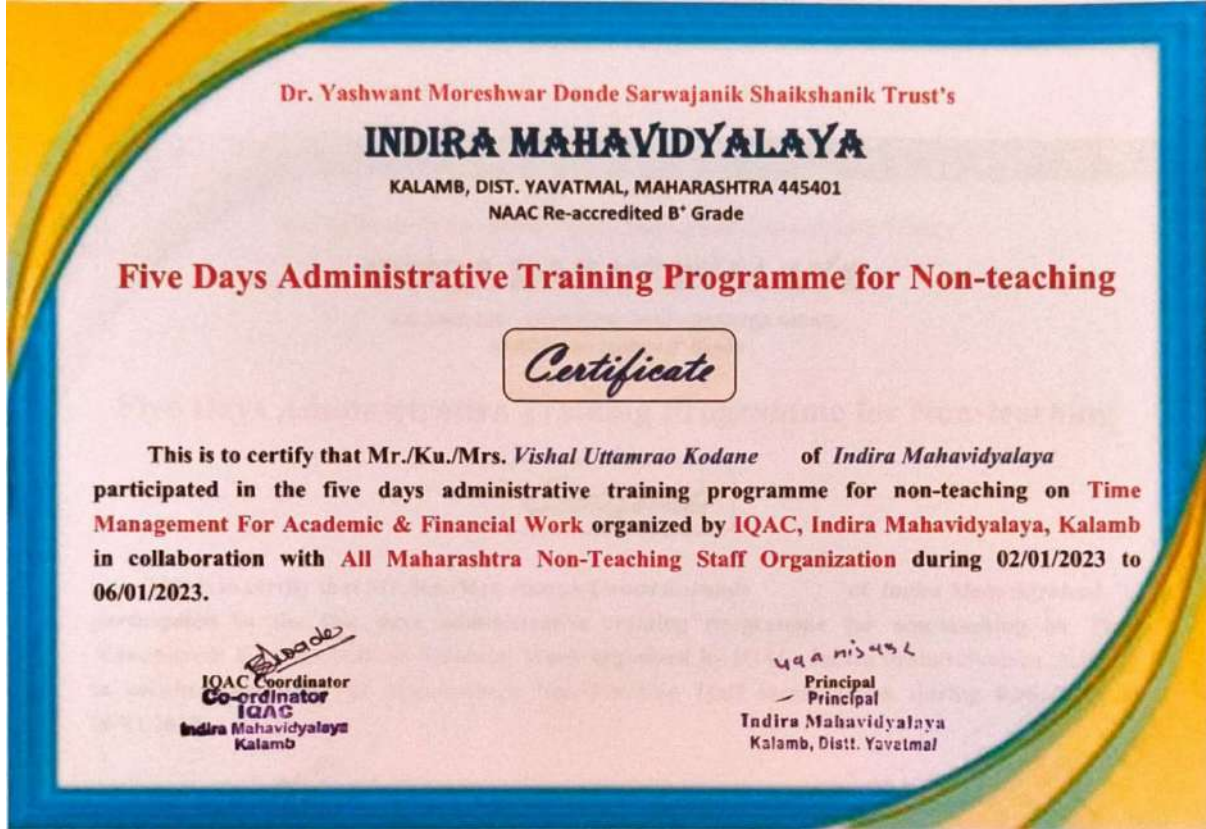 Dr. Yashwant Moreshwar Donde Sarwajanik Shaikshanik Trust's
INDIRA MAHAVIDYALAYA
KALAMB, DIST. YAVATMAL, MAHARASHTRA 445401
NAAC Re-accredited B+ Grade
Five Days Administrative Training Programme for Non-teaching
Certificate
This is to certify that Mr./Ku./Mrs. Vishal Uttamrao Kodane of Indira Mahavidyalaya
participated in the five days administrative training programme for non-teaching on Time
Management For Academic & Financial Work organized by IQAC, Indira Mahavidyalaya, Kalamb
in collaboration with All Maharashtra Non-Teaching Staff Organization during 02/01/2023 to
06/01/2023.
IQAC Coordinator
Co-ordinator
IQAC
Indira Mahavidyalaya
Kalamb
Principal
Principal
Indira Mahavidyalaya
Kalamb, Distt. Yavatmal